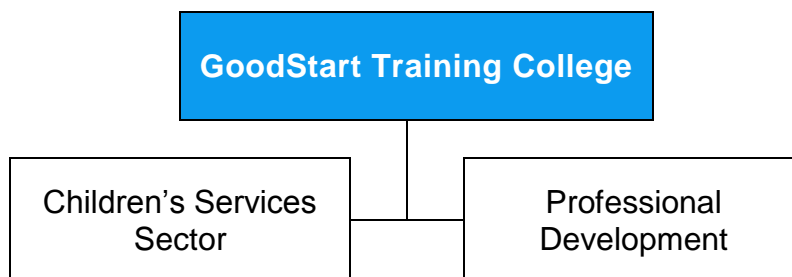 GoodStart Training College
Children’s Services
Sector
Professional
Development